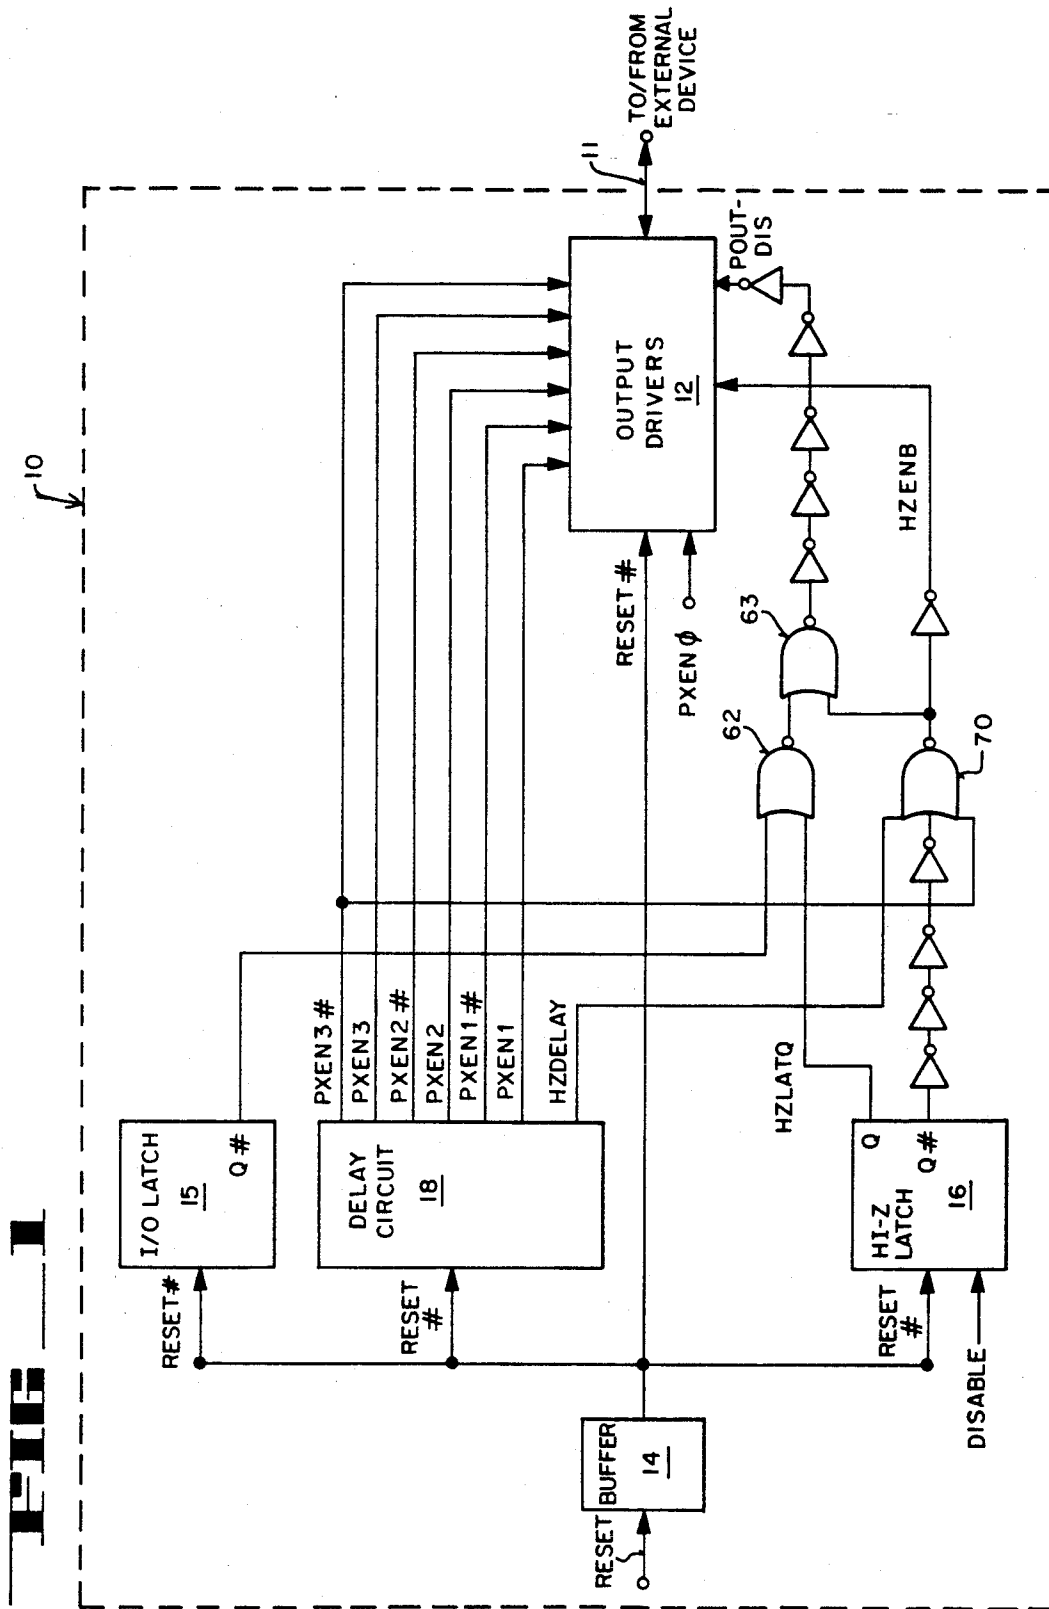 FIG 1
10
I/O LATCH
15
Q#
RESET#
DELAY
CIRCUIT
18
RESET
#
PXEN3#
PXEN3
PXEN2#
PXEN2
PXEN1#
PXEN1
HZDELAY
BUFFER
14
RESET
RESET#
PXENϕ
OUTPUT
DRIVERS
12
11
TO/FROM
EXTERNAL
DEVICE
POUT-
DIS
62
63
70
HZENB
HZLATQ
HI-Z
LATCH
16
Q
Q#
RESET
#
DISABLE